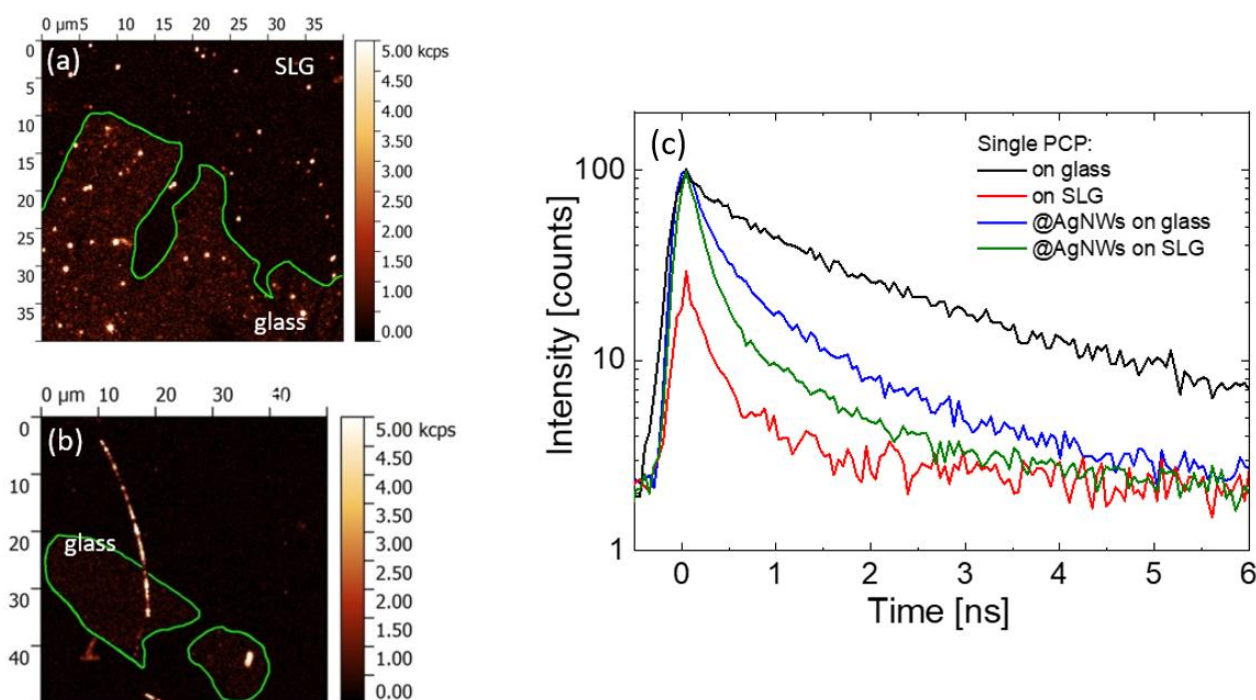 0 µm5 10 15 20 25 30 35
0
5
10
15
20
25
30
35
(a)
SLG
glass
5.00 kcps
4.50
4.00
3.50
3.00
2.50
2.00
1.50
1.00
0.00
0 µm 10 20 40
0
10
20
30
40
(b)
glass
5.00 kcps
4.50
4.00
3.50
3.00
2.50
2.00
1.50
1.00
0.00
(c)
Single PCP:
on glass
on SLG
@AgNWs on glass
@AgNWs on SLG
Intensity [counts]
100
10
1
0 1 2 3 4 5 6
Time [ns]